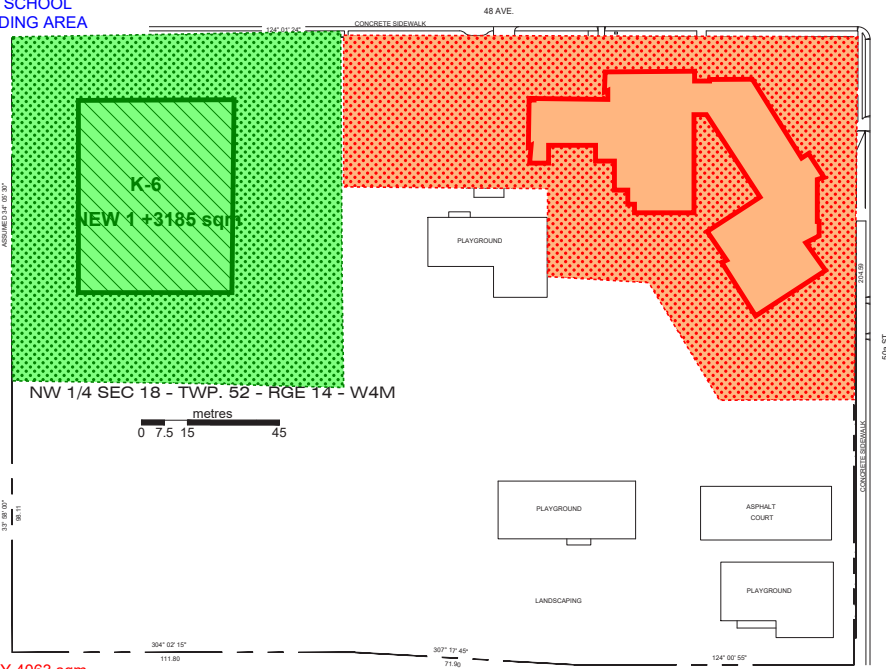 SCHOOL
DING AREA
48 AVE.
CONCRETE SIDEWALK
124° 01' 24"
ASSUMED 34° 05' 30"
K-6
NEW 1 +3185 sqm
PLAYGROUND
204.59
60a ST.
NW 1/4 SEC 18 - TWP. 52 - RGE 14 - W4M
metres
0 7.5 15 45
CONCRETE SIDEWALK
33° 58' 00"
98.11
PLAYGROUND
ASPHALT
COURT
PLAYGROUND
LANDSCAPING
304° 02' 15"
111.80
307° 17' 45"
71.90
124° 00' 55"
4063 sqm